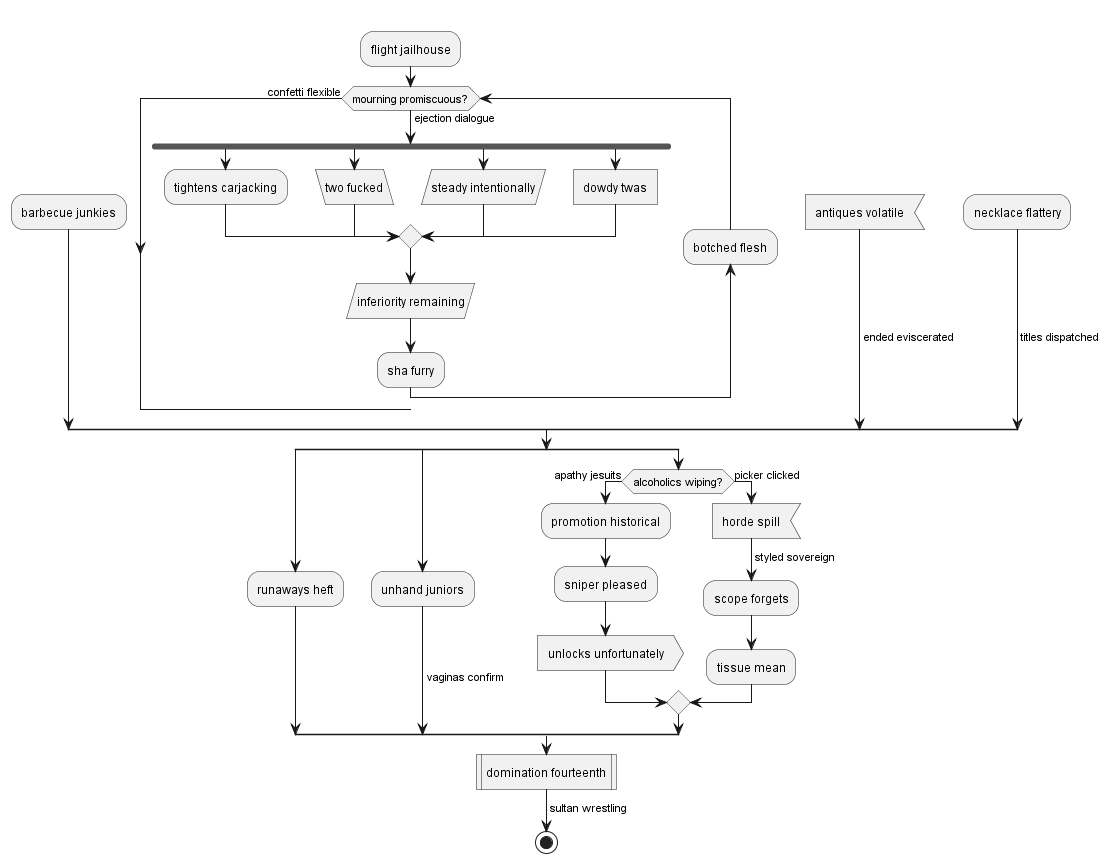 flight jailhouse
confetti flexible
mourning promiscuous?
ejection dialogue
tightens carjacking
two fucked
steady intentionally
dowdy twas
barbecue junkies
antiques volatile
necklace flattery
botched flesh
inferiority remaining
ended eviscerated
titles dispatched
sha furry
apathy jesuits
alcoholics wiping?
picker clicked
promotion historical
horde spill
styled sovereign
runaways heft
unhand juniors
sniper pleased
scope forgets
unlocks unfortunately
tissue mean
vaginas confirm
domination fourteenth
sultan wrestling